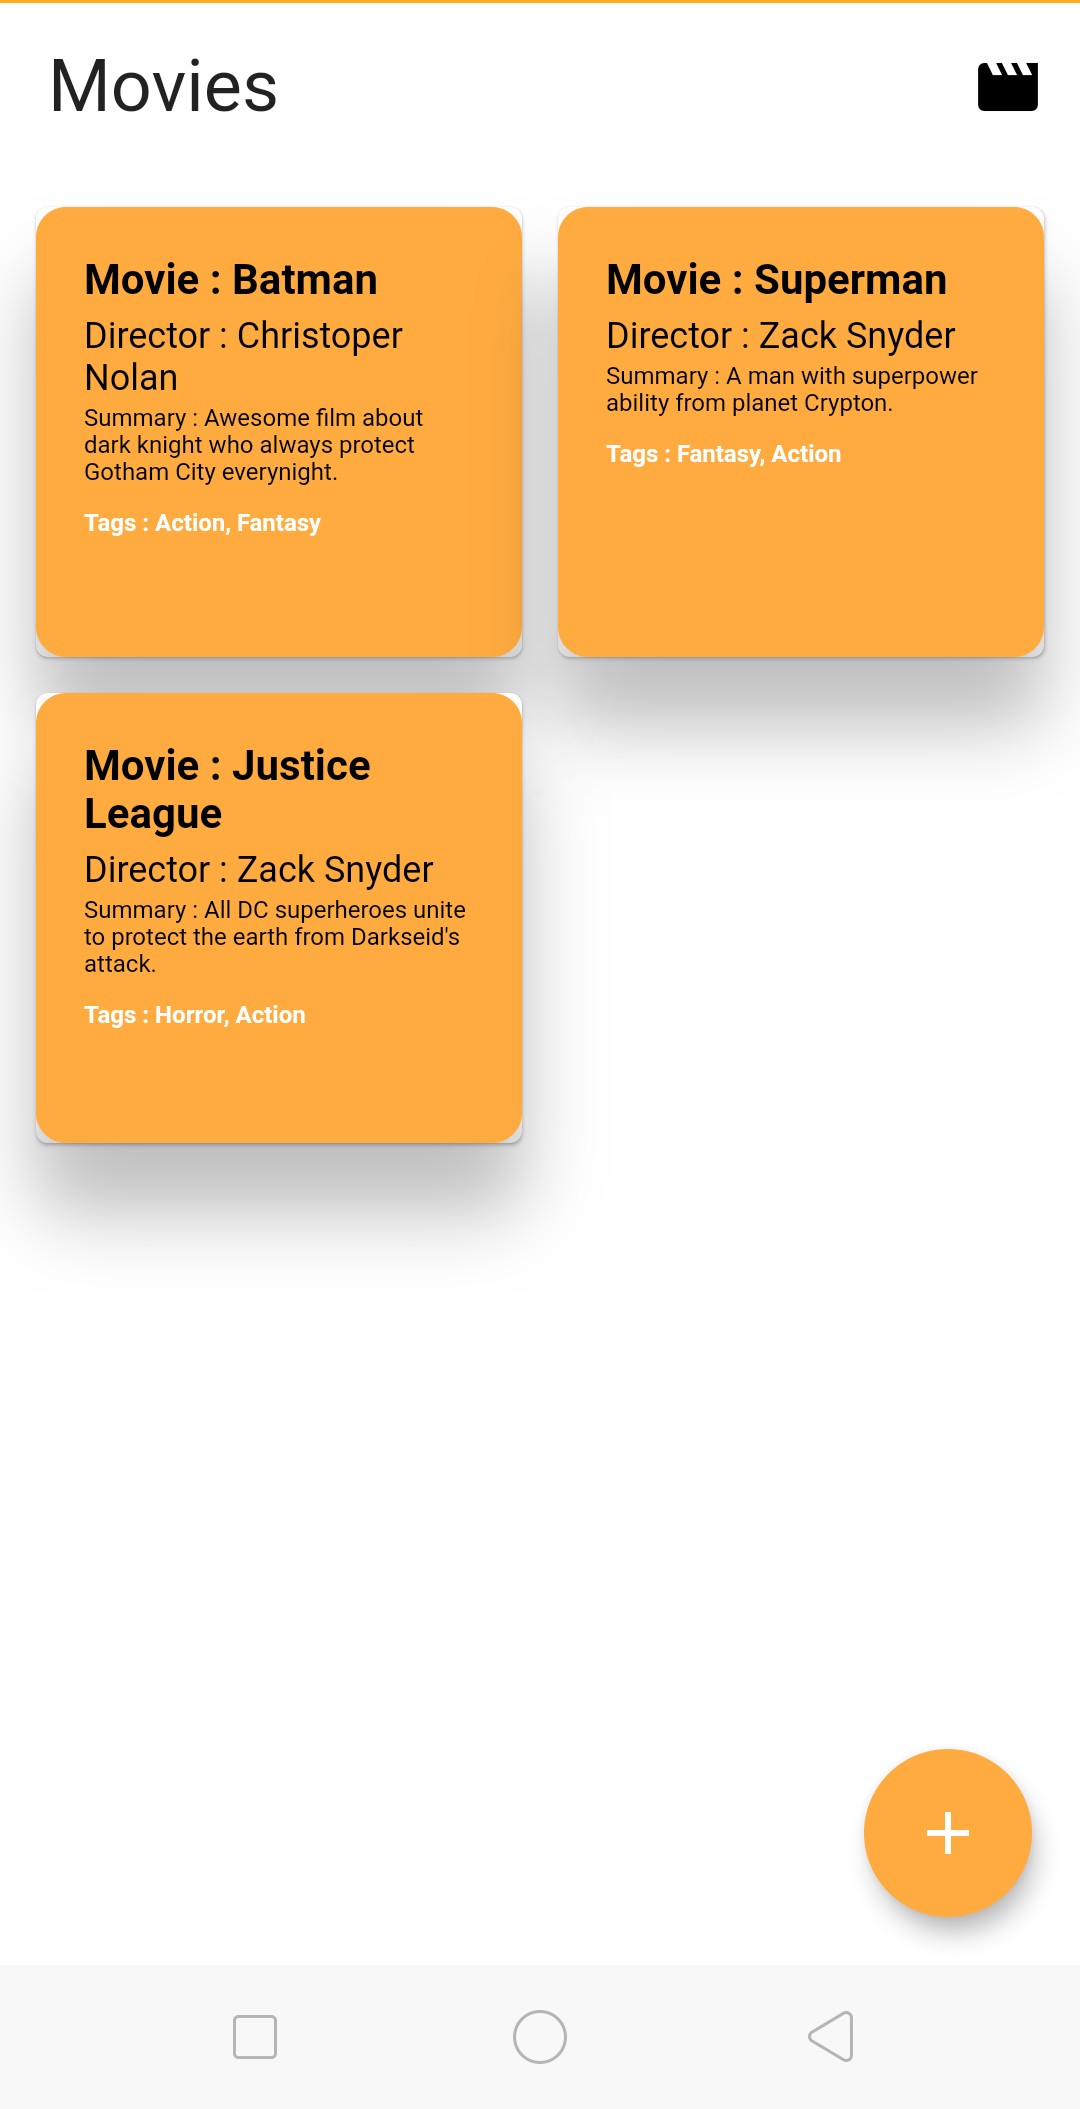 Movies
Movie : Batman
Director : Christoper
Nolan
Summary : Awesome film about
dark knight who always protect
Gotham City everynight.
Tags : Action, Fantasy
Movie : Superman
Director : Zack Snyder
Summary : A man with superpower
ability from planet Crypton.
Tags : Fantasy, Action
Movie : Justice
League
Director : Zack Snyder
Summary : All DC superheroes unite
to protect the earth from Darkseid's
attack.
Tags : Horror, Action